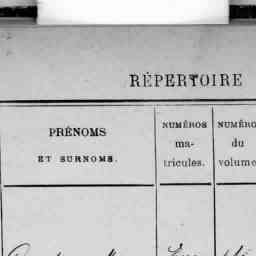 RÉPERTOIRE
PRÉNOMS
ET SURNOMS.
NUMÉROS
ma-
tricules.
NUMÉRO
du
volume